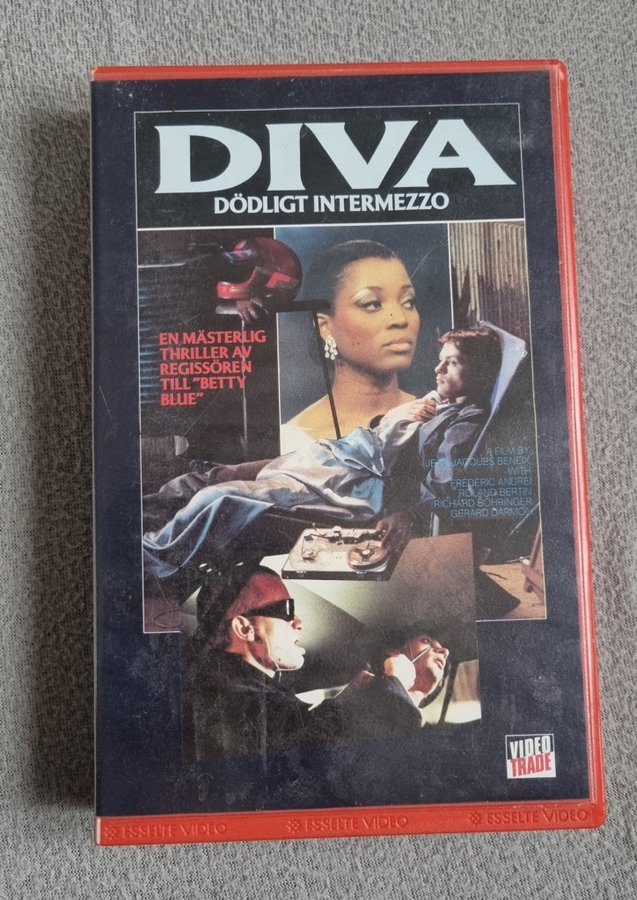 DIVA
DÖDLIGT INTERMEZZO
EN MÄSTERLIG
THRILLER AV
REGISSÖREN
TILL "BETTY
BLUE"
A FILM BY
JEAN-JACQUES BENEIX
WITH
FREDERIC ANDREI
ROLAND BERTIN
RICHARD BOHRINGER
GERARD DARMON
VIDEO
TRADE
ESSELTE VIDEO ESSELTE VIDEO ESSELTE VIDEO